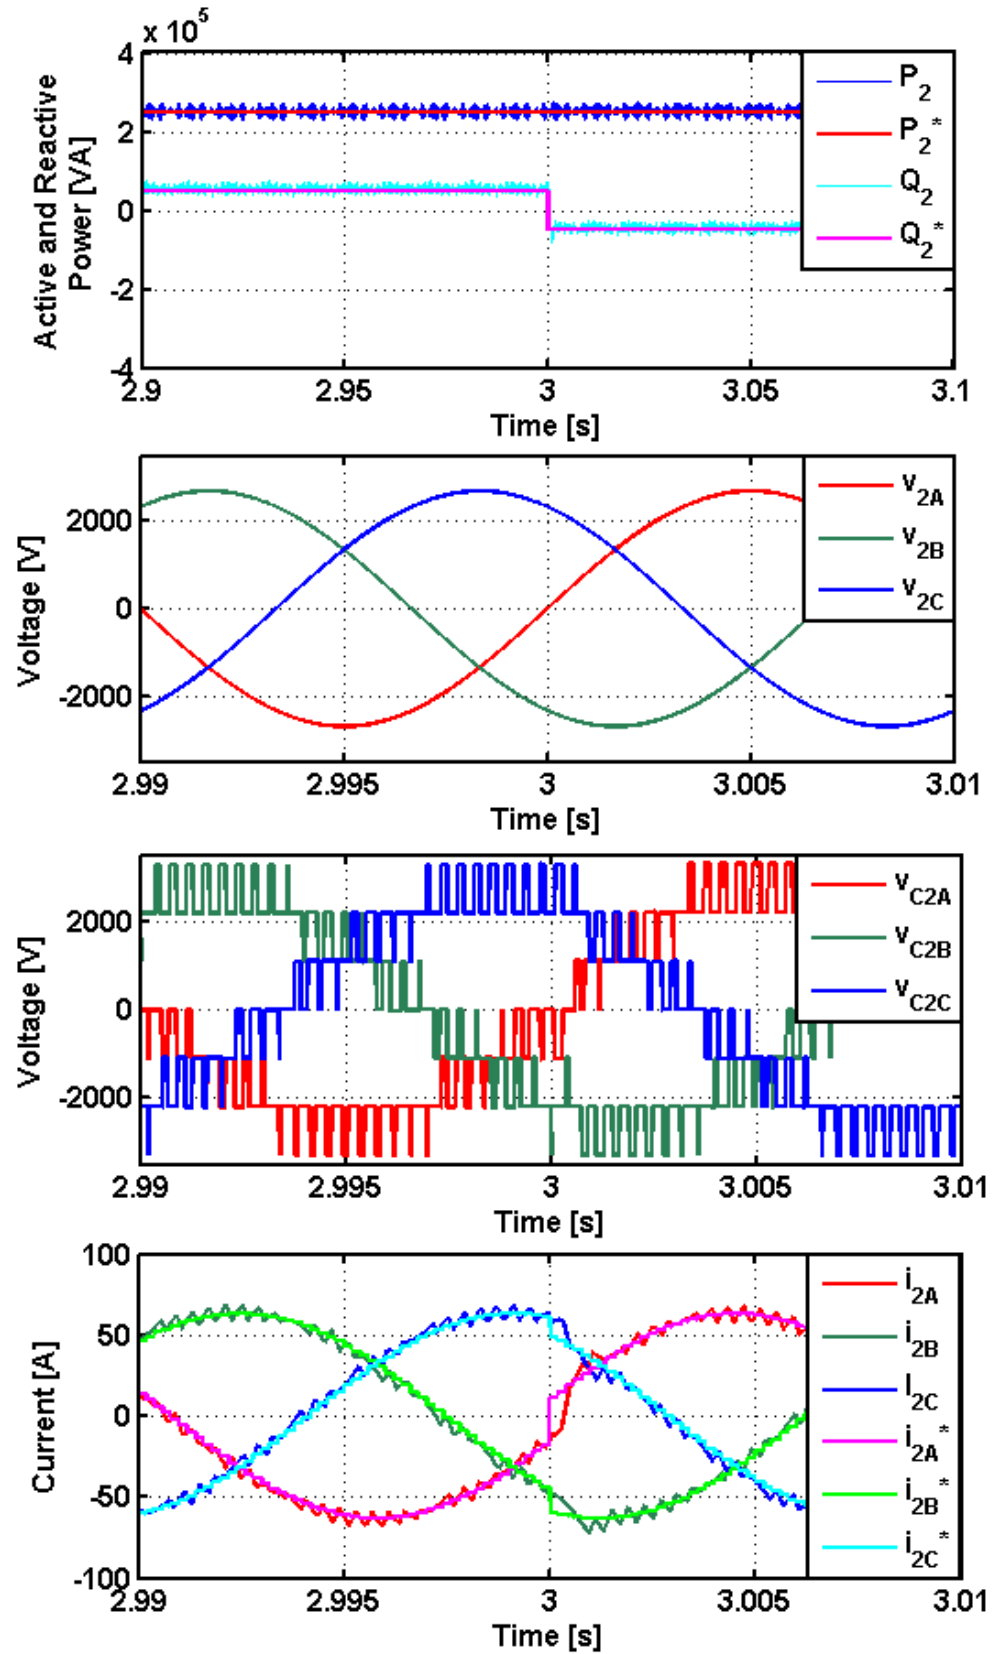 x 10^5
4
2
0
-2
-4
Active and Reactive
Power [VA]
P_2
P_2^*
Q_2
Q_2^*
2.9 2.95 3 3.05 3.1
Time [s]
2000
0
-2000
Voltage [V]
v_2A
v_2B
v_2C
2.99 2.995 3 3.005 3.01
Time [s]
2000
0
-2000
Voltage [V]
v_C2A
v_C2B
v_C2C
2.99 2.995 3 3.005 3.01
Time [s]
100
50
0
-50
-100
Current [A]
i_2A
i_2B
I_2C
i_2A^*
i_2B^*
i_2C^*
2.99 2.995 3 3.005 3.01
Time [s]